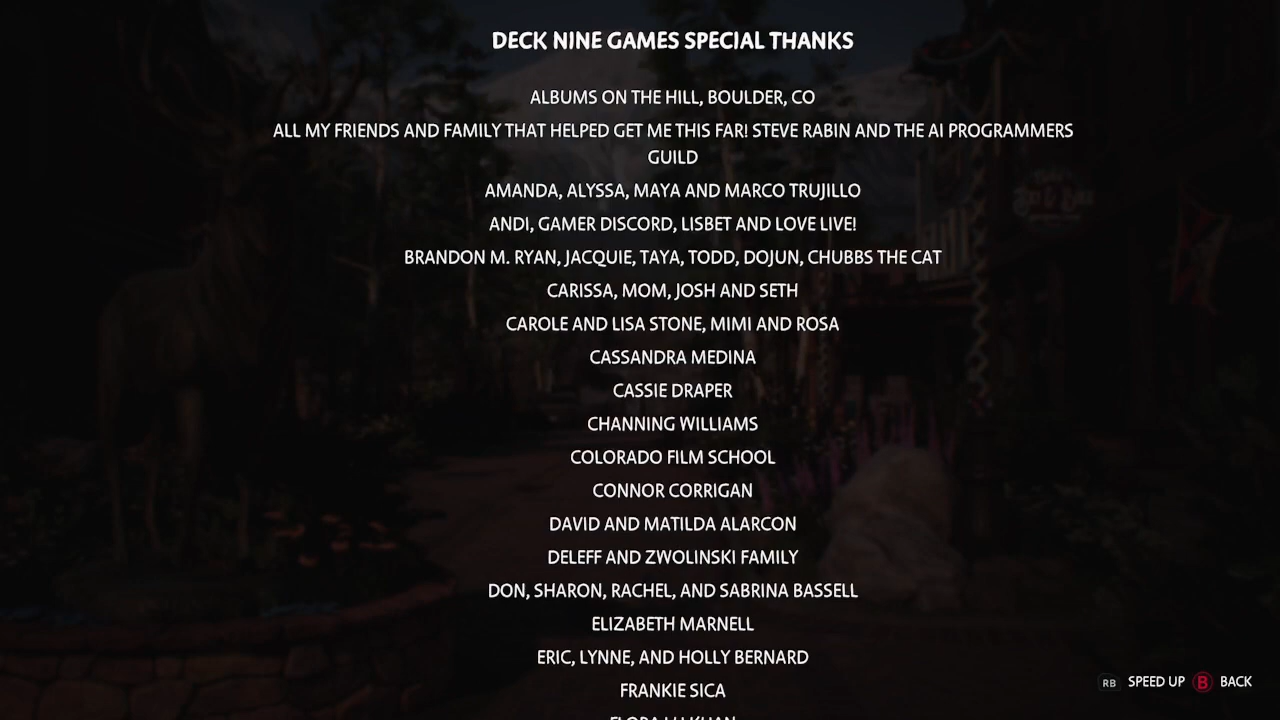 DECK NINE GAMES SPECIAL THANKS
ALBUMS ON THE HILL, BOULDER, CO
ALL MY FRIENDS AND FAMILY THAT HELPED GET ME THIS FAR! STEVE RABIN AND THE AI PROGRAMMERS
GUILD
AMANDA, ALYSSA, MAYA AND MARCO TRUJILLO
ANDI, GAMER DISCORD, LISBET AND LOVE LIVE!
BRANDON M. RYAN, JACQUIE, TAYA, TODD, DOJUN, CHUBBS THE CAT
CARISSA, MOM, JOSH AND SETH
CAROLE AND LISA STONE, MIMI AND ROSA
CASSANDRA MEDINA
CASSIE DRAPER
CHANNING WILLIAMS
COLORADO FILM SCHOOL
CONNOR CORRIGAN
DAVID AND MATILDA ALARCON
DELEFF AND ZWOLINSKI FAMILY
DON, SHARON, RACHEL, AND SABRINA BASSELL
ELIZABETH MARNELL
ERIC, LYNNE, AND HOLLY BERNARD
FRANKIE SICA
RB SPEED UP B BACK